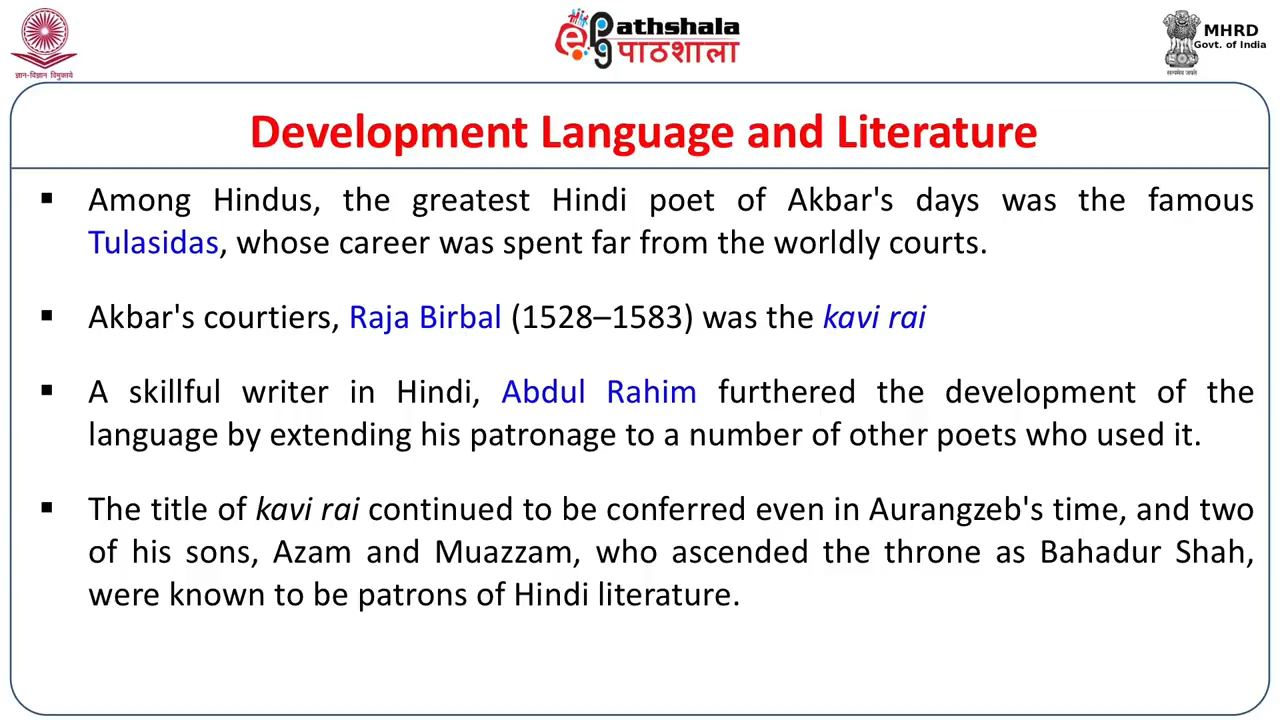 ज्ञान-विज्ञान विमुक्तये
ePathshala
पाठशाला
MHRD
Govt. of India
सत्यमेव जयते
Development Language and Literature
▪ Among Hindus, the greatest Hindi poet of Akbar's days was the famous
Tulasidas, whose career was spent far from the worldly courts.
▪ Akbar's courtiers, Raja Birbal (1528–1583) was the kavi rai
▪ A skillful writer in Hindi, Abdul Rahim furthered the development of the
language by extending his patronage to a number of other poets who used it.
▪ The title of kavi rai continued to be conferred even in Aurangzeb's time, and two
of his sons, Azam and Muazzam, who ascended the throne as Bahadur Shah,
were known to be patrons of Hindi literature.